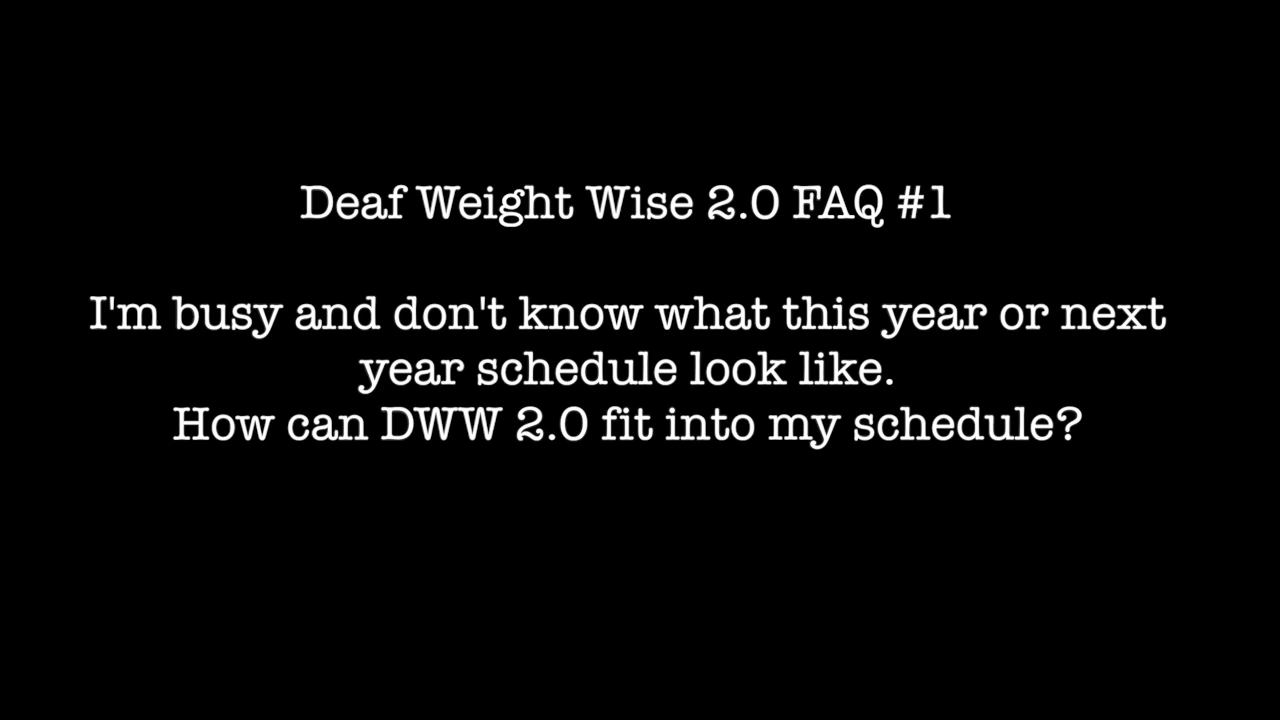 Deaf Weight Wise 2.0 FAQ #1
I'm busy and don't know what this year or next
year schedule look like.
How can DWW 2.0 fit into my schedule?